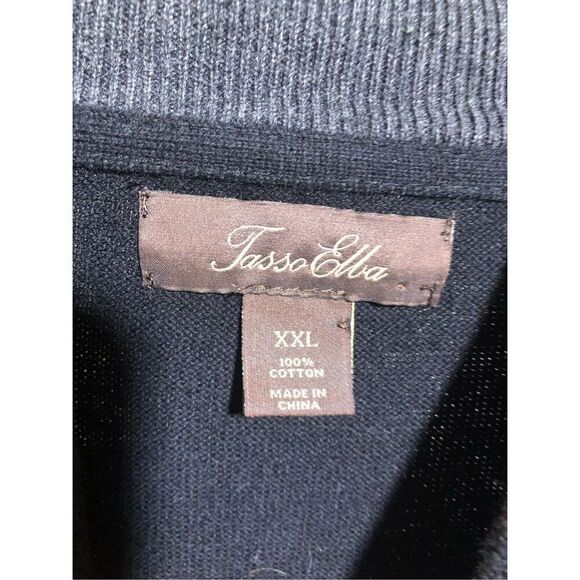 Tasso Elba
XXL
100%
COTTON
MADE IN
CHINA